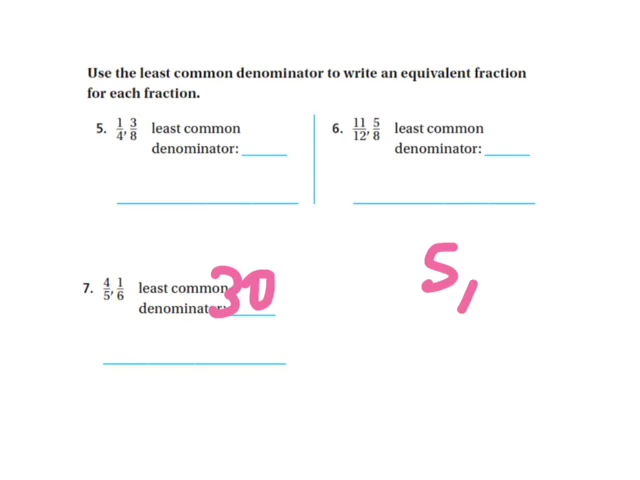 Use the least common denominator to write an equivalent fraction
for each fraction.
5. 1/4, 3/8 least common
denominator: ______
6. 11/12, 5/8 least common
denominator: ______
7. 4/5, 1/6 least common
denominator: 30
5,